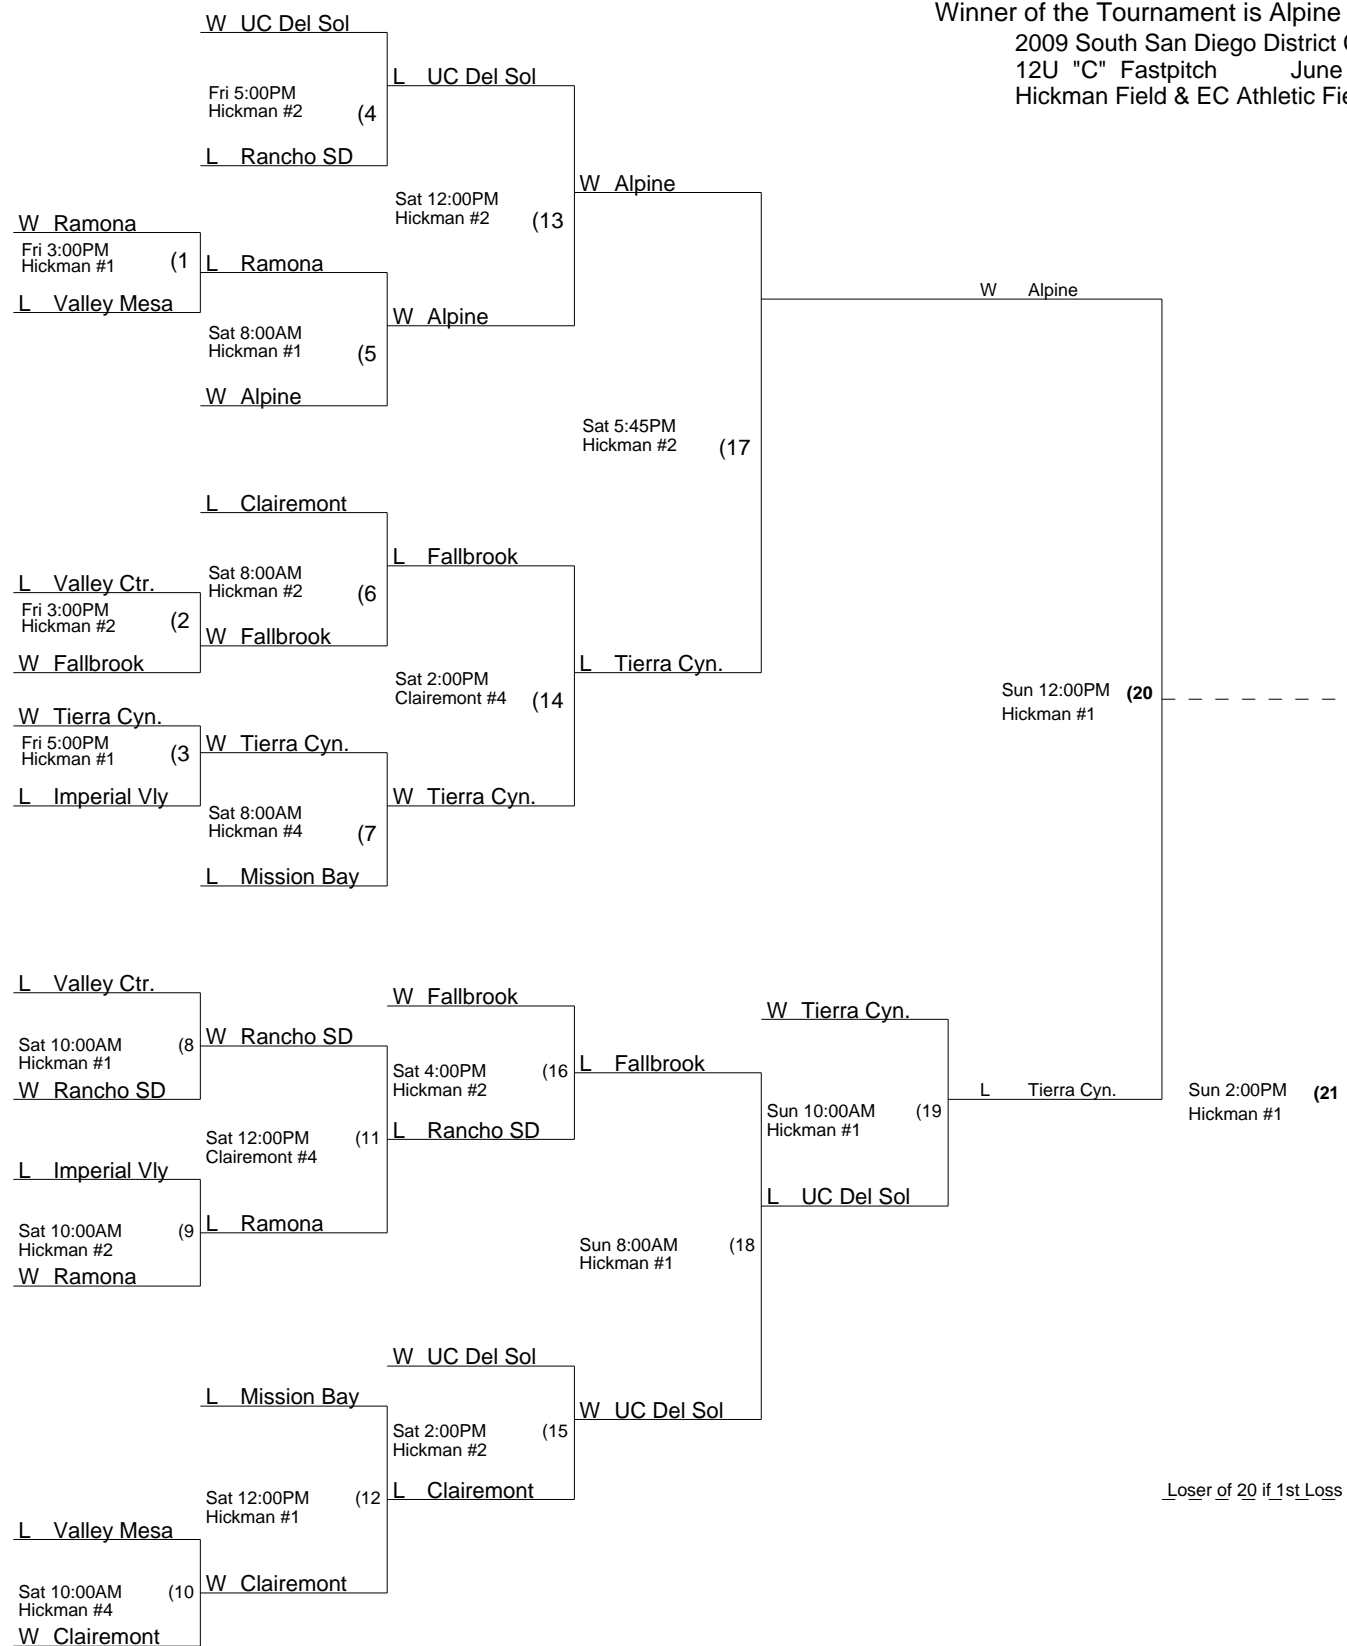 Winner of the Tournament is Alpine
2009 South San Diego District
12U "C" Fastpitch June
Hickman Field & EC Athletic
W UC Del Sol
Fri 5:00PM
Hickman #2 (4
L Rancho SD
L UC Del Sol
Sat 12:00PM
Hickman #2 (13
W Alpine
W Ramona
Fri 3:00PM
Hickman #1 (1
L Valley Mesa
L Ramona
Sat 8:00AM
Hickman #1 (5
W Alpine
W Alpine
W Alpine
Sat 5:45PM
Hickman #2 (17
L Clairemont
L Valley Ctr.
Fri 3:00PM
Hickman #2 (2
W Fallbrook
Sat 8:00AM
Hickman #2 (6
W Fallbrook
L Fallbrook
Sat 2:00PM
Clairemont #4 (14
L Tierra Cyn.
W Tierra Cyn.
Fri 5:00PM
Hickman #1 (3
L Imperial Vly
W Tierra Cyn.
Sat 8:00AM
Hickman #4 (7
L Mission Bay
W Tierra Cyn.
Sun 12:00PM (20
Hickman #1
L Valley Ctr.
Sat 10:00AM (8
Hickman #1
W Rancho SD
W Rancho SD
Sat 12:00PM (11
Clairemont #4
L Imperial Vly
Sat 10:00AM (9
Hickman #2
W Ramona
L Ramona
W Fallbrook
Sat 4:00PM (16
Hickman #2
L Rancho SD
L Fallbrook
Sun 8:00AM (18
Hickman #1
W Tierra Cyn.
Sun 10:00AM (19
Hickman #1
L UC Del Sol
L Tierra Cyn.
Sun 2:00PM (21
Hickman #1
W UC Del Sol
L Mission Bay
Sat 2:00PM (15
Hickman #2
W UC Del Sol
Sat 12:00PM (12
Hickman #1
L Clairemont
L Valley Mesa
Sat 10:00AM (10
Hickman #4
W Clairemont
W Clairemont
Loser of 20 if 1st Loss